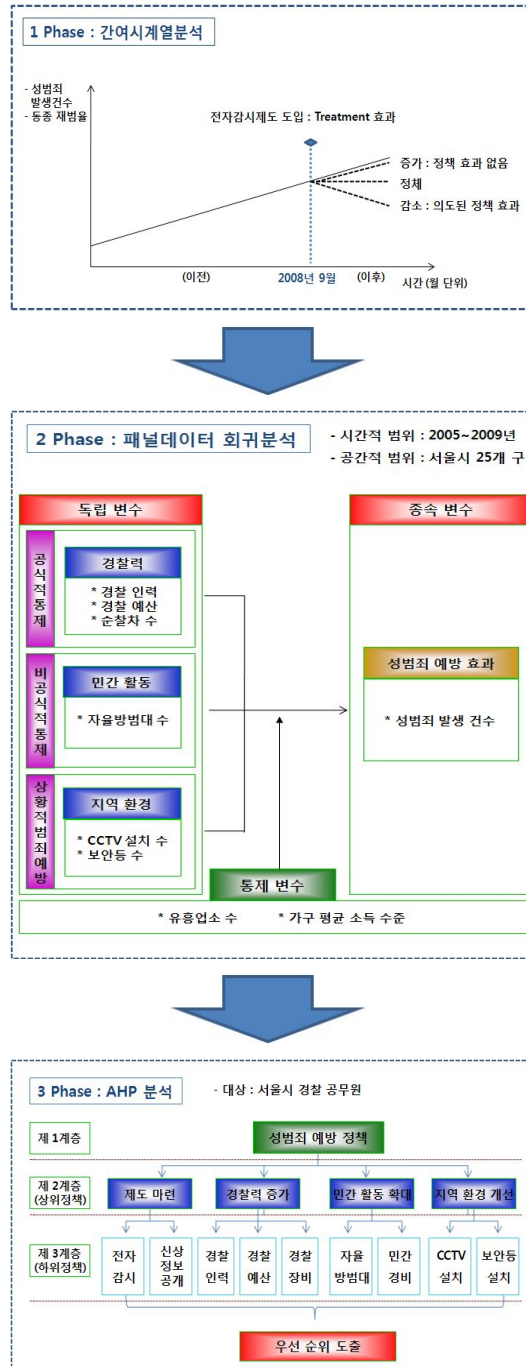 1 Phase : 간여시계열분석
- 성범죄
발생건수
- 동종 재범율
전자감시제도 도입 : Treatment 효과
증가 : 정책 효과 없음
정체
감소 : 의도된 정책 효과
(이전)
2008년 9월
(이후)
시간 (월 단위)
2 Phase : 패널데이터 회귀분석
- 시간적 범위 : 2005~2009년
- 공간적 범위 : 서울시 25개 구
독립 변수
공식적통제
경찰력
* 경찰 인력
* 경찰 예산
* 순찰차 수
비공식적통제
민간 활동
* 자율방범대 수
상황적범죄예방
지역 환경
* CCTV 설치 수
* 보안등 수
종속 변수
성범죄 예방 효과
* 성범죄 발생 건수
통제 변수
* 유흥업소 수
* 가구 평균 소득 수준
3 Phase : AHP 분석
- 대상 : 서울시 경찰 공무원
제 1계층
성범죄 예방 정책
제 2계층
(상위정책)
제도 마련
경찰력 증가
민간 활동 확대
지역 환경 개선
제 3계층
(하위정책)
전자
감시
신상
정보
공개
경찰
인력
경찰
예산
경찰
장비
자율
방범대
민간
경비
CCTV
설치
보안등
설치
우선 순위 도출